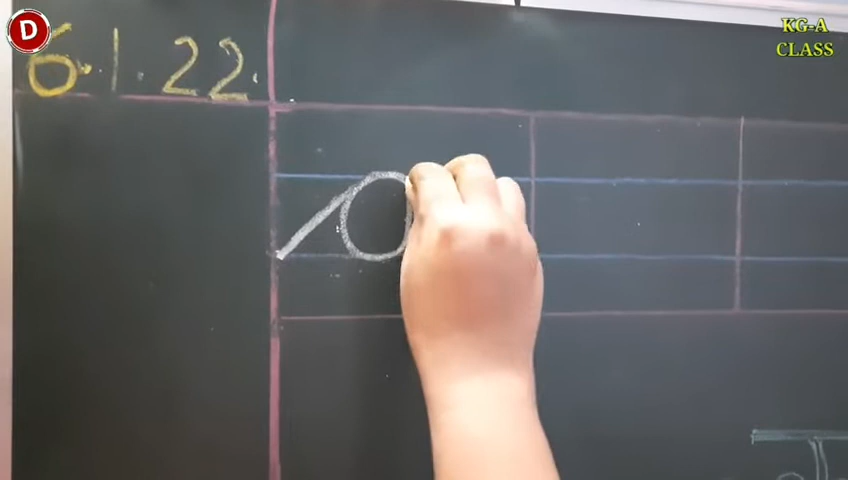 D
KG-A
CLASS
6.1.22.
a